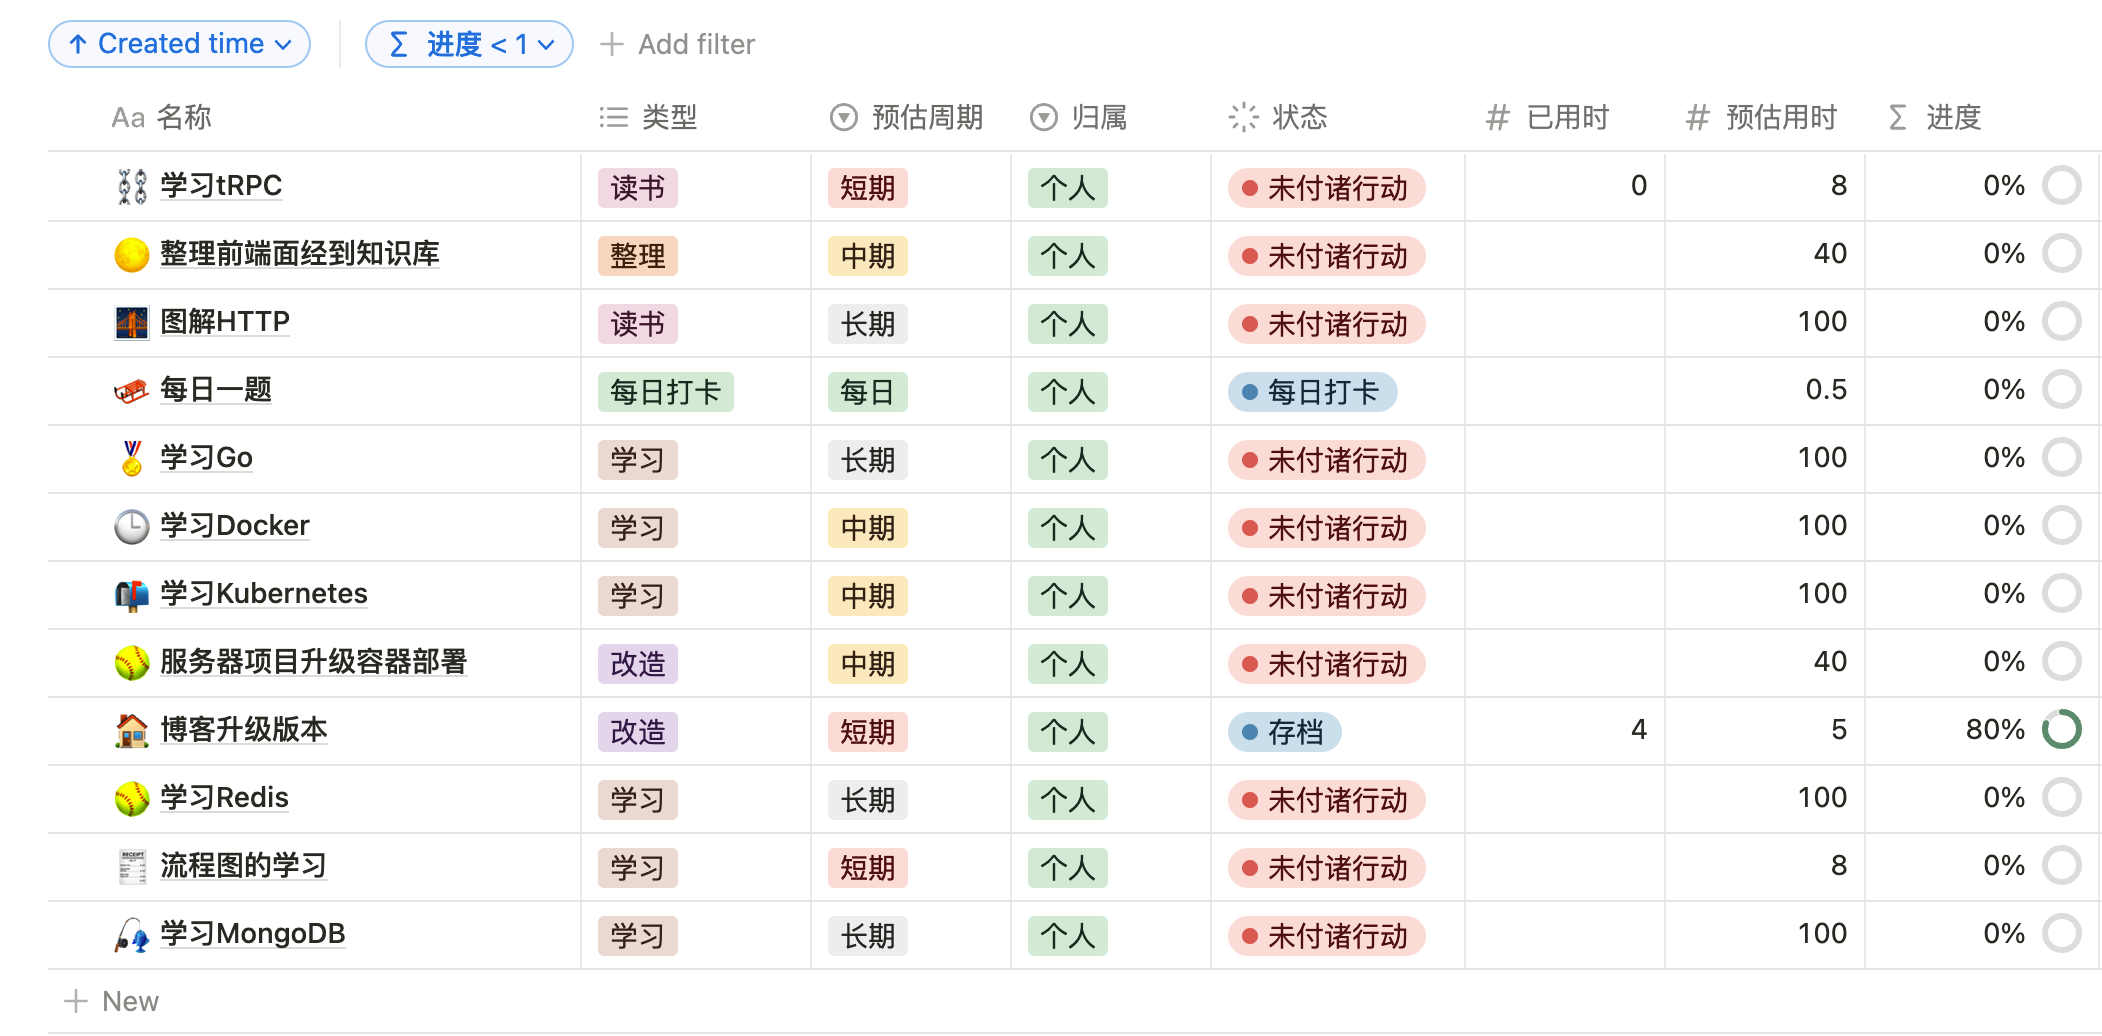 ↑ Created time Σ 进度 < 1 + Add filter
Aa 名称 类型 预估周期 归属 状态 # 已用时 # 预估用时 Σ 进度
学习tRPC 读书 短期 个人 未付诸行动 0 8 0%
整理前端面经到知识库 整理 中期 个人 未付诸行动 40 0%
图解HTTP 读书 长期 个人 未付诸行动 100 0%
每日一题 每日打卡 每日 个人 每日打卡 0.5 0%
学习Go 学习 长期 个人 未付诸行动 100 0%
学习Docker 学习 中期 个人 未付诸行动 100 0%
学习Kubernetes 学习 中期 个人 未付诸行动 100 0%
服务器项目升级容器部署 改造 中期 个人 未付诸行动 40 0%
博客升级版本 改造 短期 个人 存档 4 5 80%
学习Redis 学习 长期 个人 未付诸行动 100 0%
流程图的学习 学习 短期 个人 未付诸行动 8 0%
学习MongoDB 学习 长期 个人 未付诸行动 100 0%
+ New